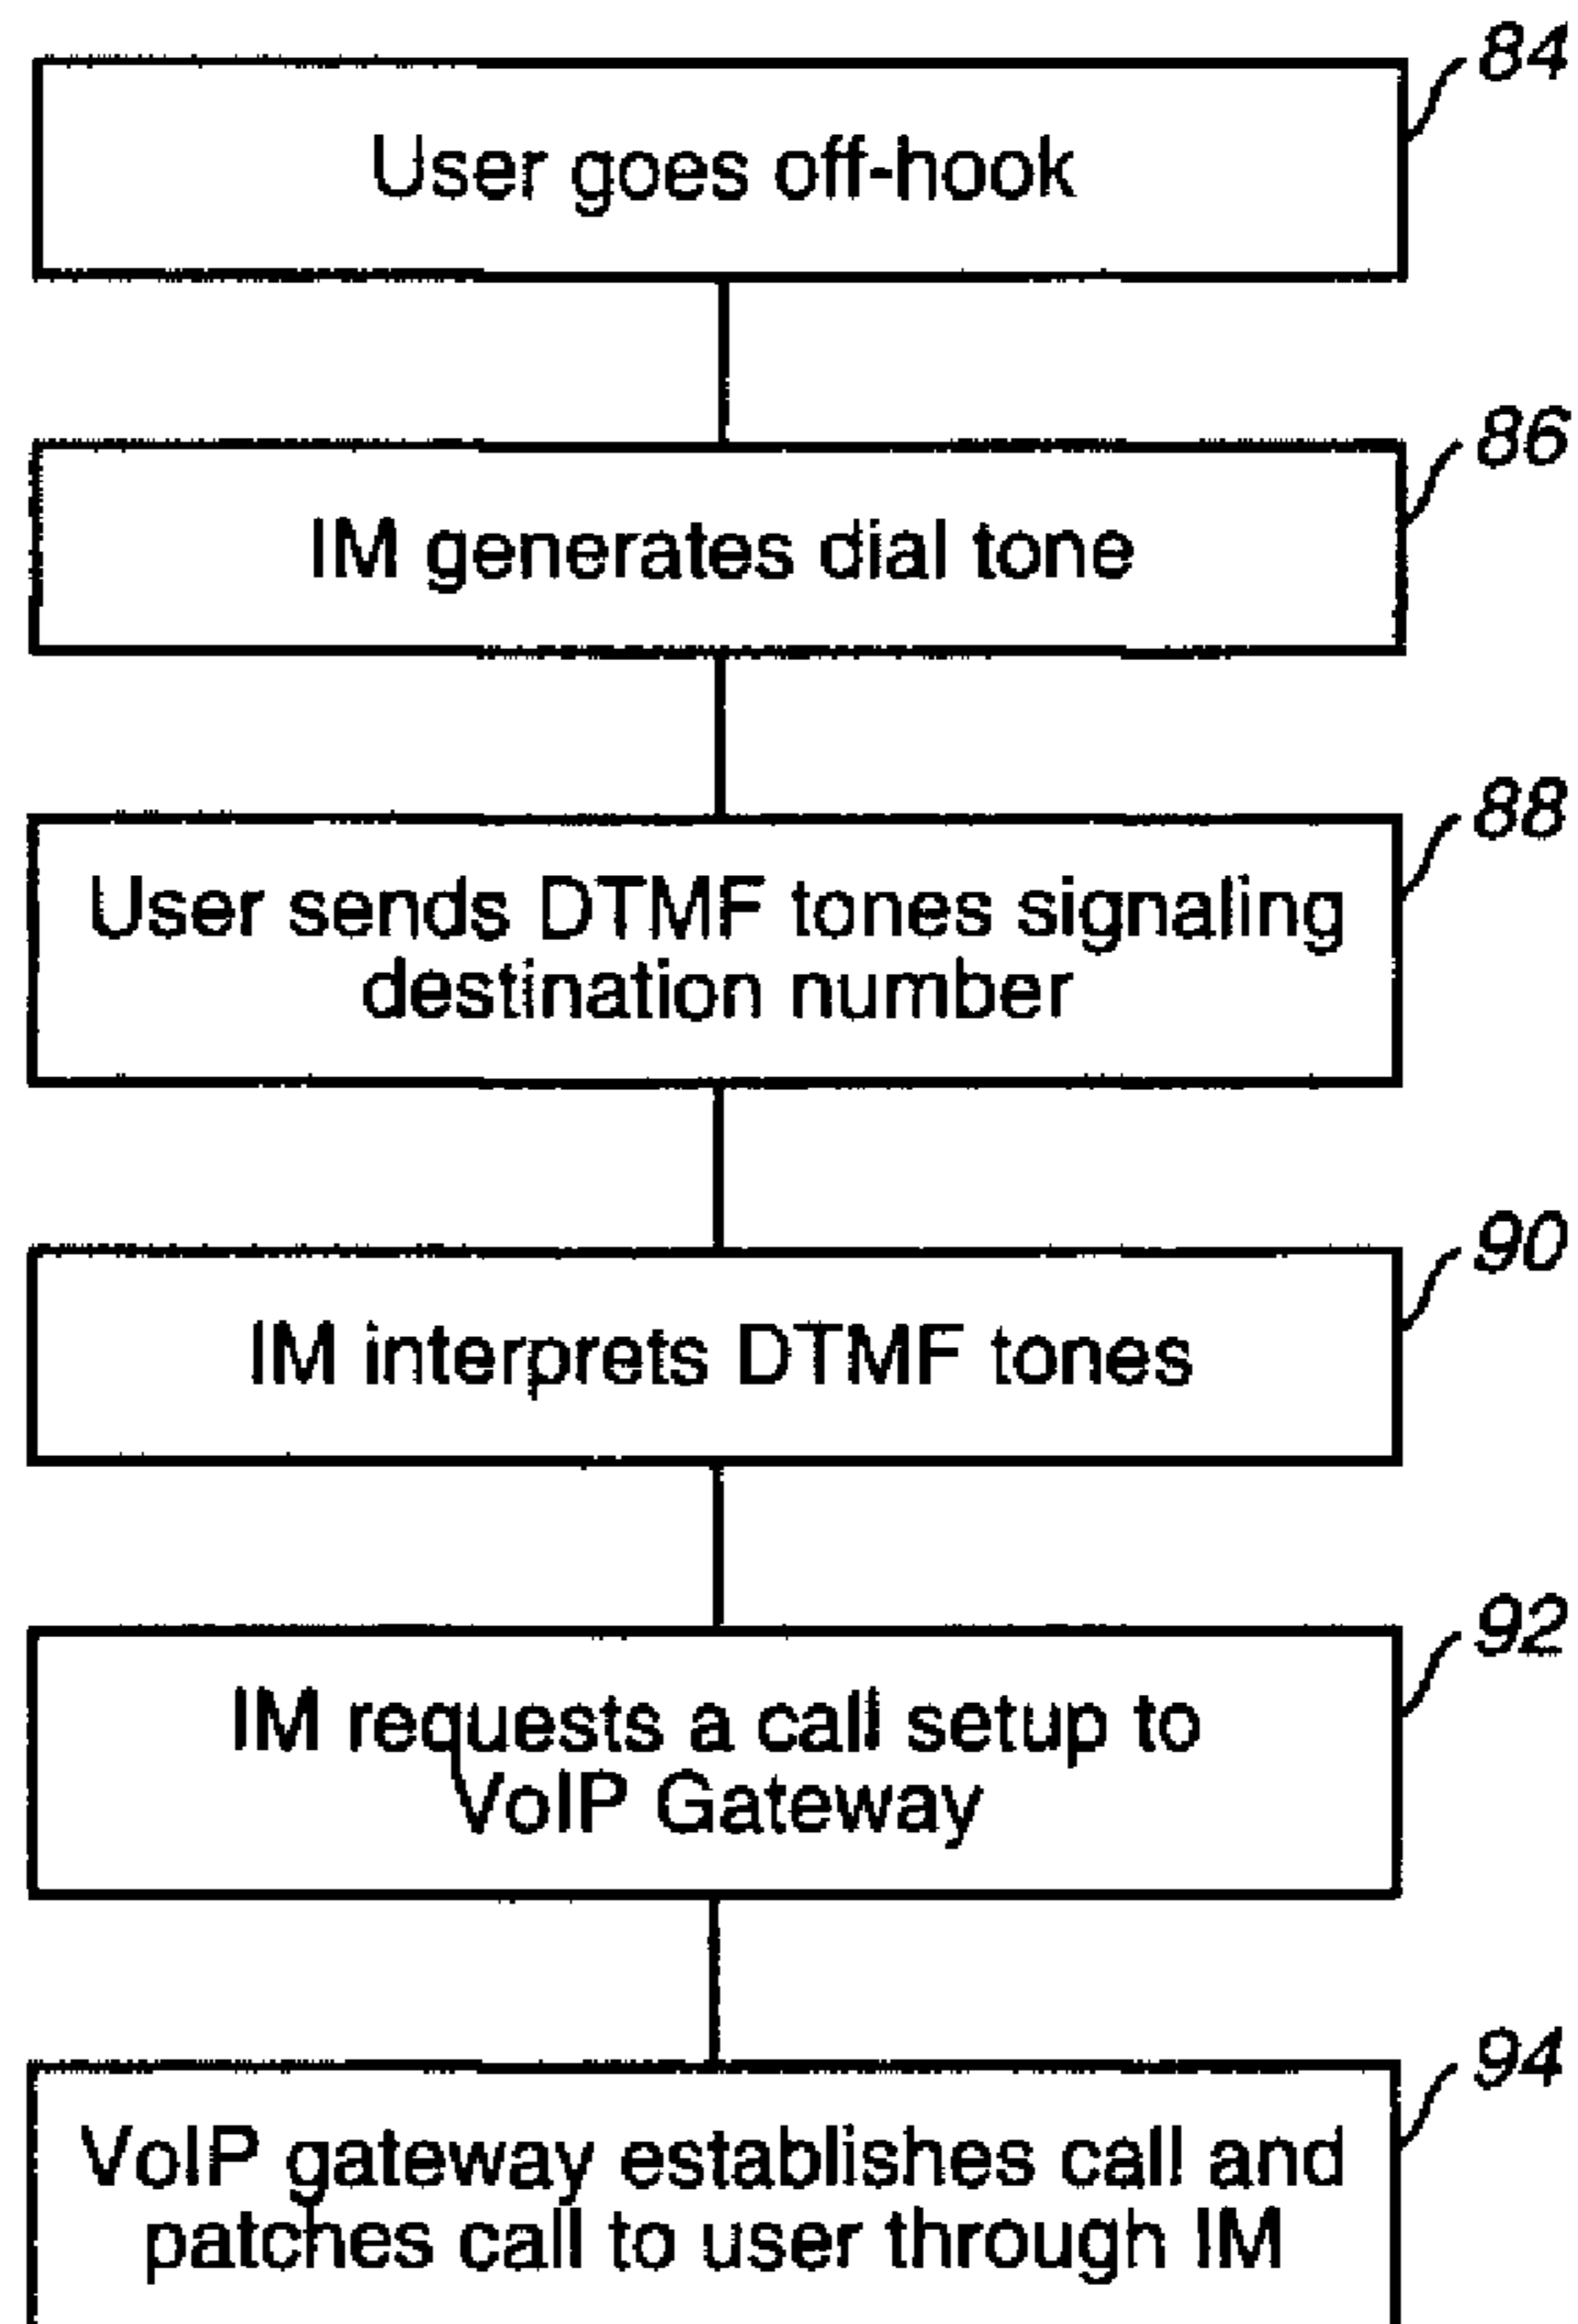 84
User goes off-hook
86
IM generates dial tone
88
User sends DTMF tones signaling
destination number
90
IM interprets DTMF tones
92
IM requests a call setup to
VoIP Gateway
94
VoIP gateway establishes call and
patches call to user through IM